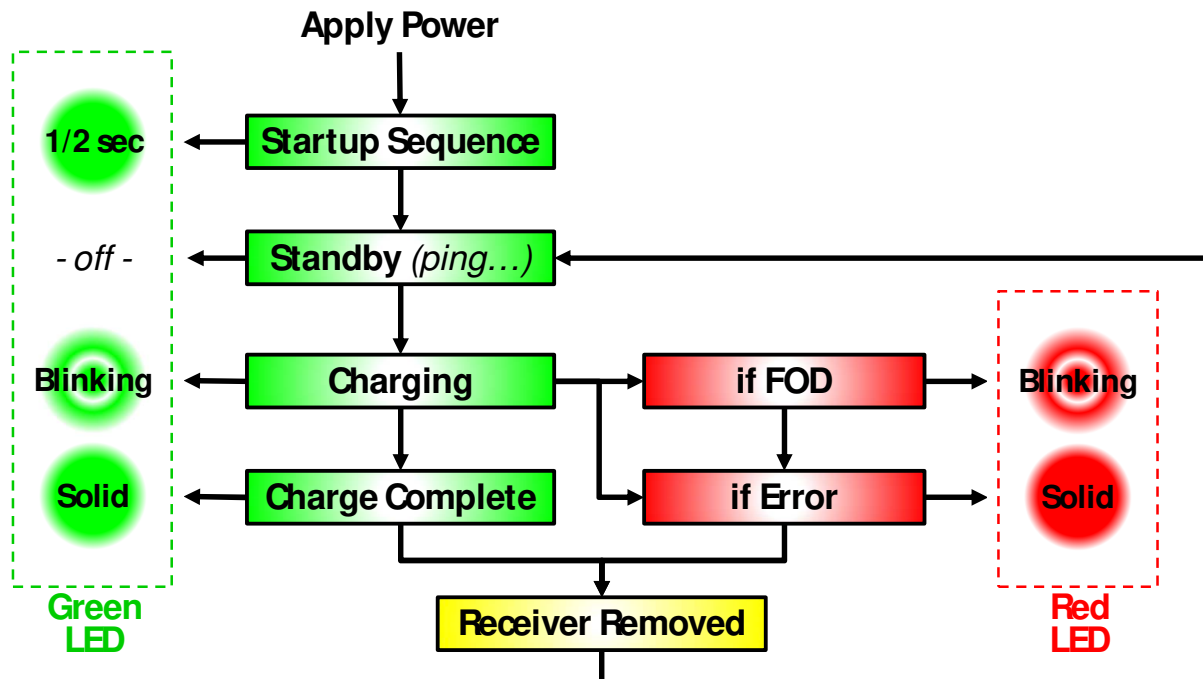 Apply Power
1/2 sec
Startup Sequence
- off -
Standby (ping…)
Blinking
Charging
if FOD
Blinking
Solid
Charge Complete
if Error
Solid
Green
LED
Receiver Removed
Red
LED